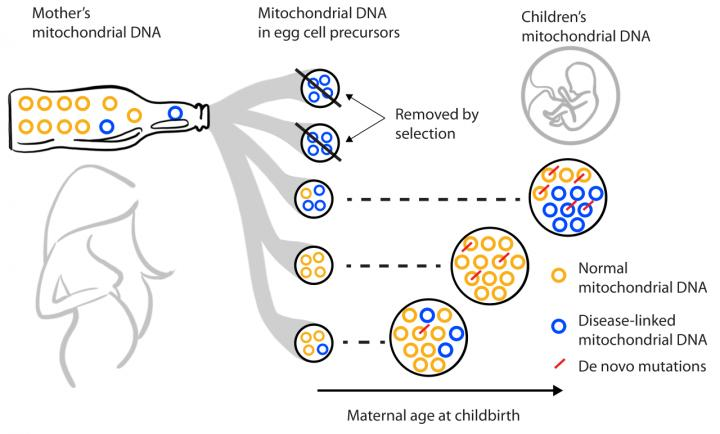 Mother's
mitochondrial DNA
Mitochondrial DNA
in egg cell precursors
Children's
mitochondrial DNA
Removed by
selection
Normal
mitochondrial DNA
Disease-linked
mitochondrial DNA
De novo mutations
Maternal age at childbirth